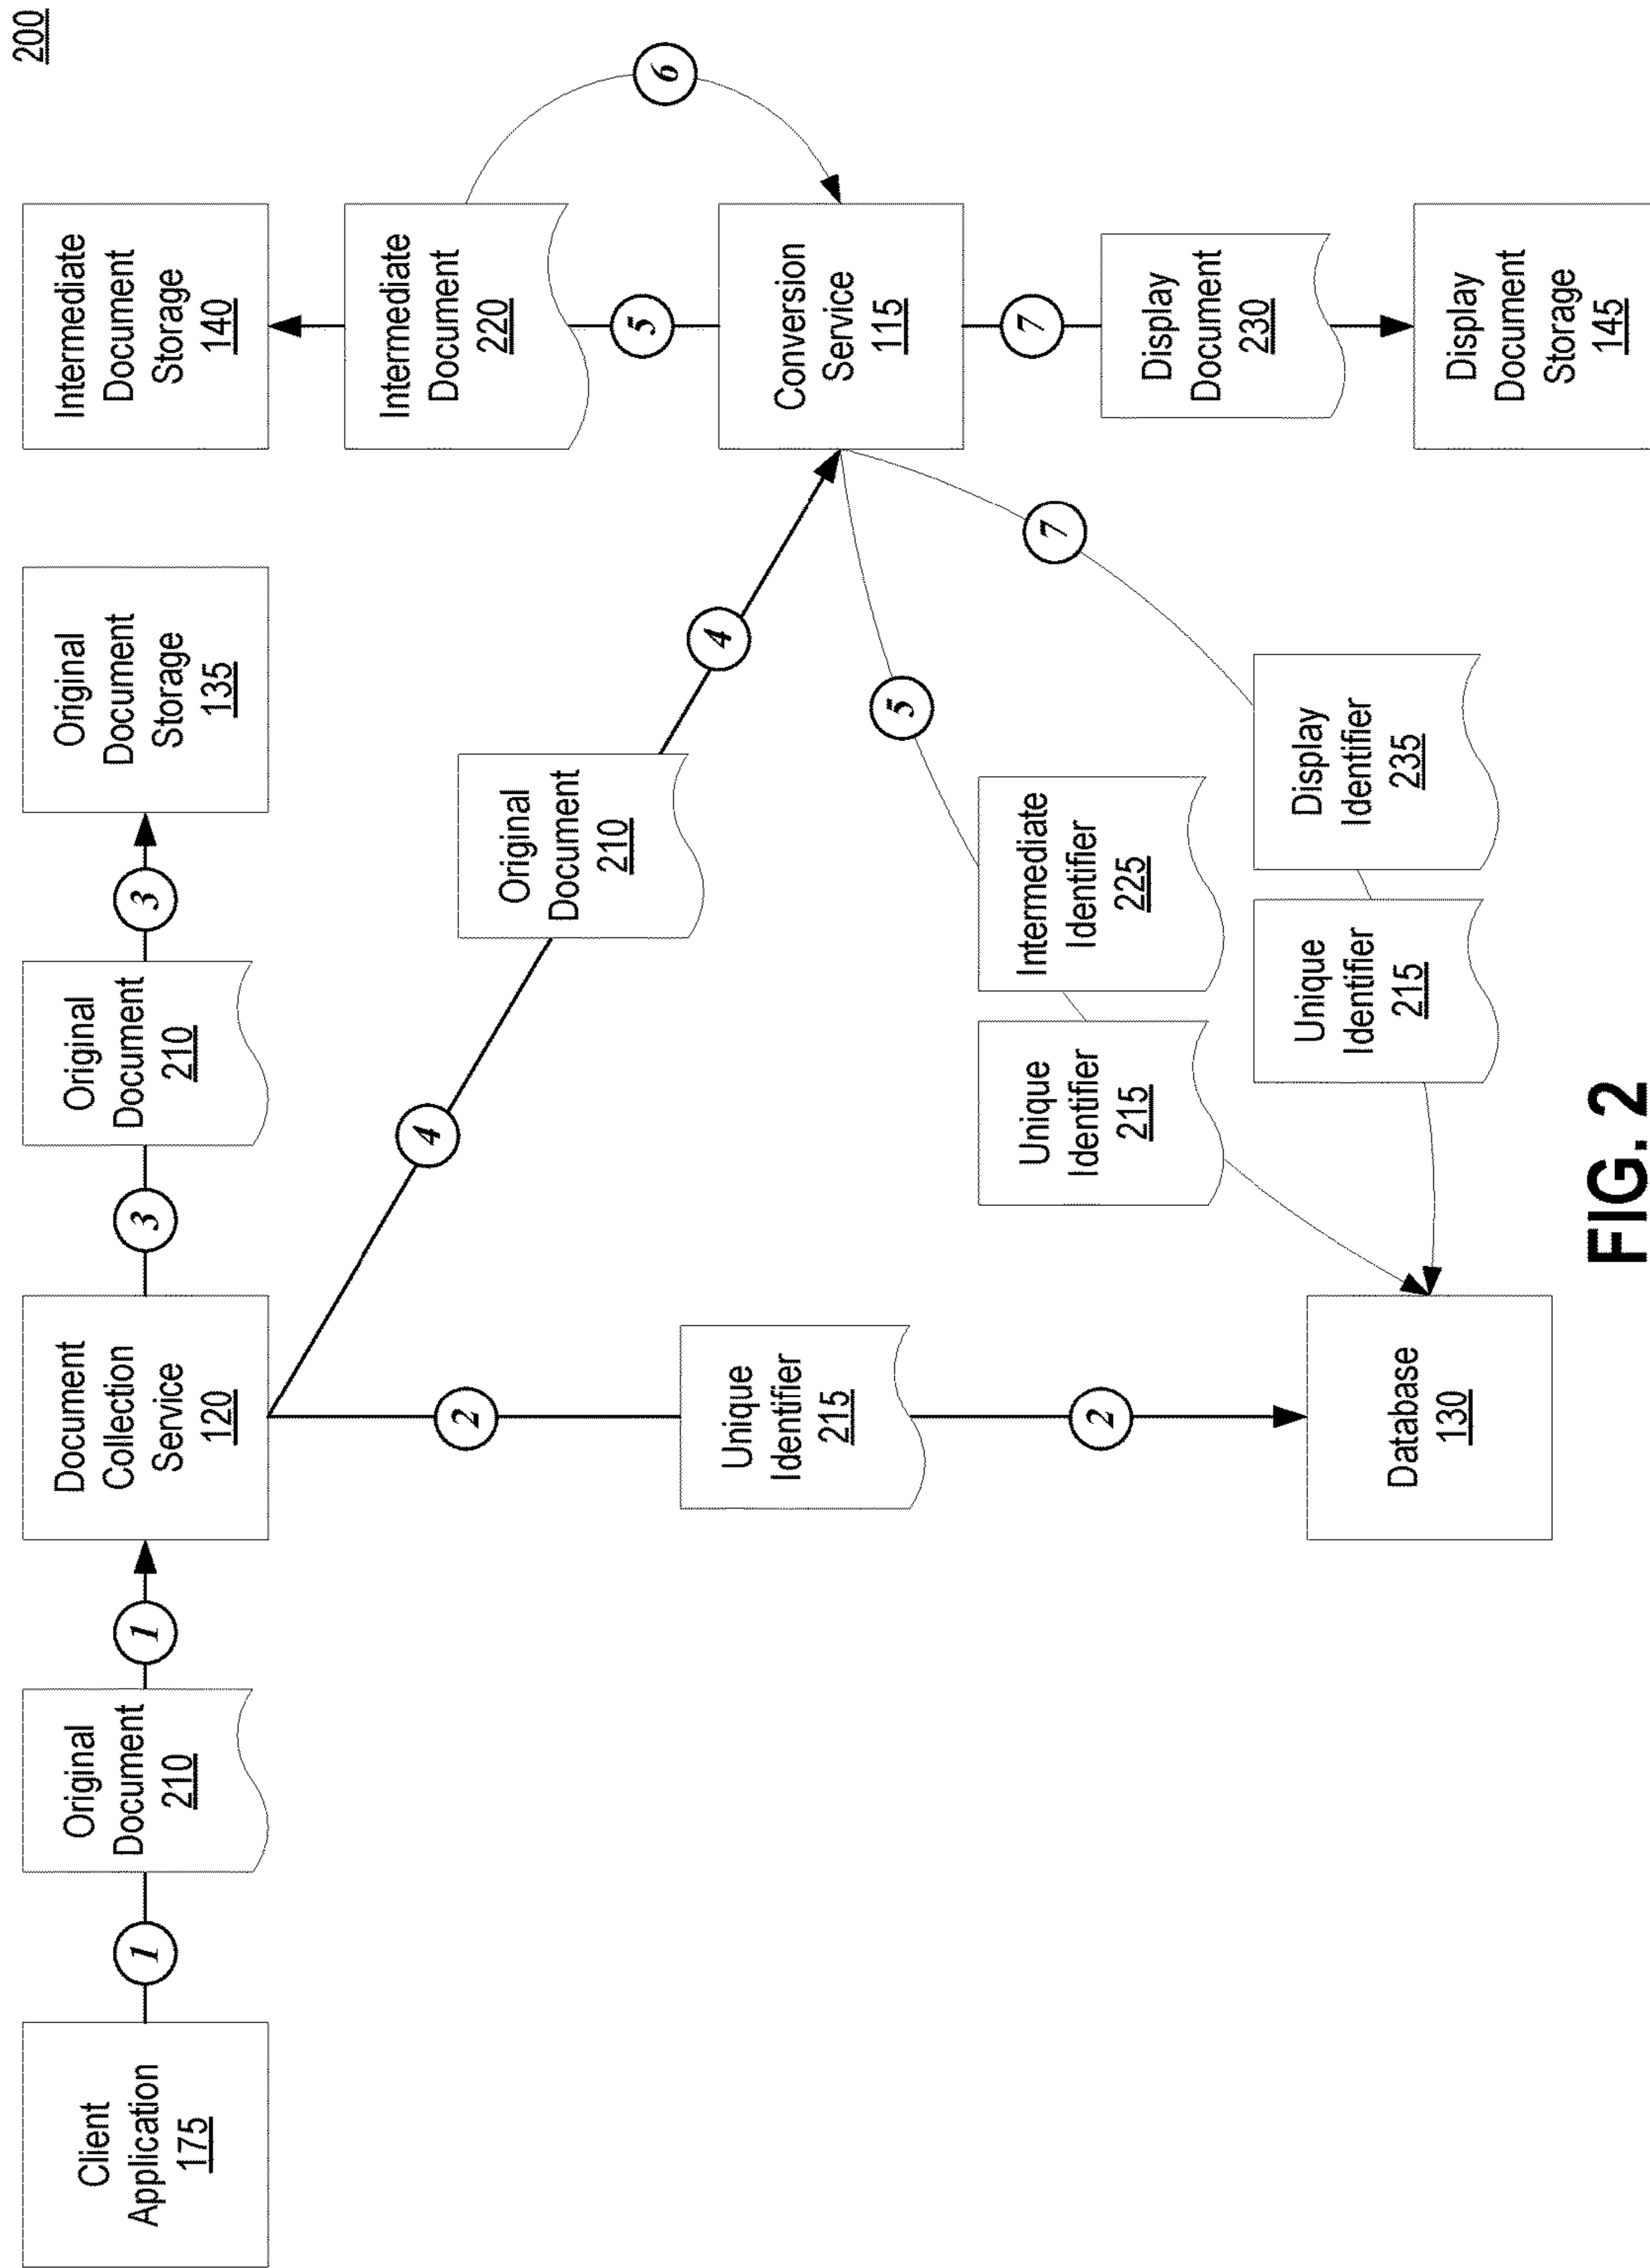 200
Client
Application
175
1
Original
Document
210
1
Document
Collection
Service
120
3
Original
Document
210
3
Original
Document
Storage
135
Intermediate
Document
Storage
140
Intermediate
Document
220
6
5
4
Original
Document
210
4
Conversion
Service
115
2
Unique
Identifier
215
2
5
Intermediate
Identifier
225
Unique
Identifier
215
7
Display
Identifier
235
Unique
Identifier
215
7
Display
Document
230
Database
130
Display
Document
Storage
145
FIG. 2